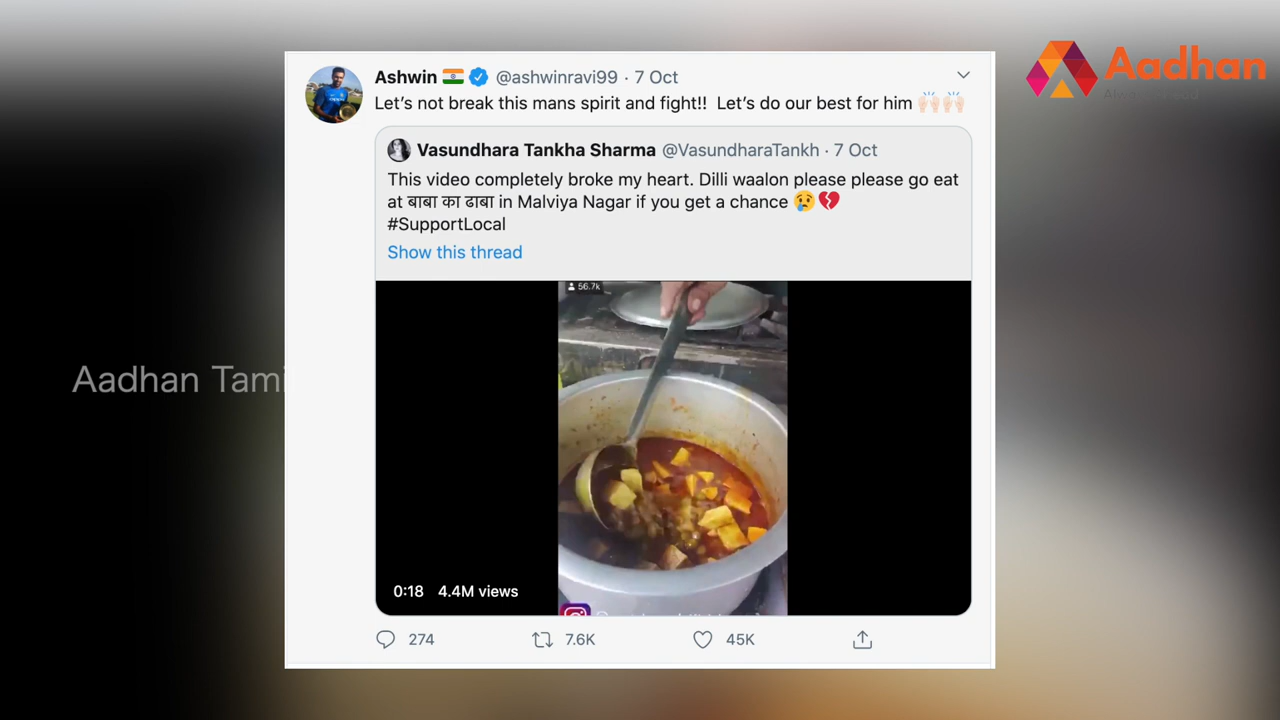 Aadhan
Ashwin 🇮🇳 @ashwinravi99 · 7 Oct
Let's not break this mans spirit and fight!! Let's do our best for him 🙌🏻🙌🏻
Vasundhara Tankha Sharma @VasundharaTankh · 7 Oct
This video completely broke my heart. Dilli waalon please please go eat
at बाबा का ढाबा in Malviya Nagar if you get a chance 😢💔
#SupportLocal
Show this thread
56.7k
Aadhan Tami
0:18 4.4M views
274 7.6K 45K